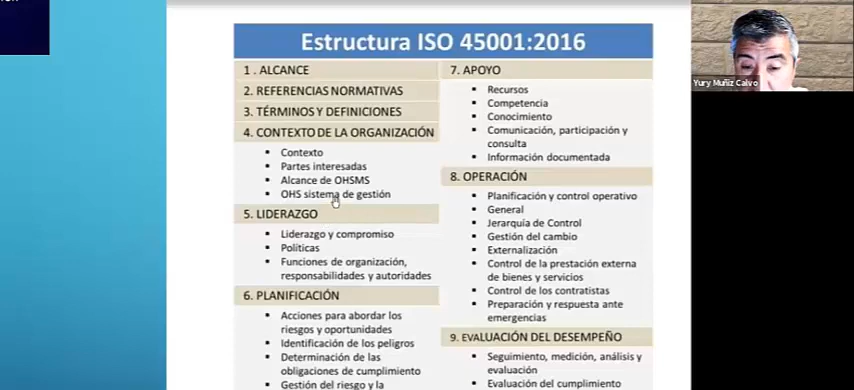 Estructura ISO 45001:2016
1 . ALCANCE
2. REFERENCIAS NORMATIVAS
3. TÉRMINOS Y DEFINICIONES
4. CONTEXTO DE LA ORGANIZACIÓN
▪ Contexto
▪ Partes interesadas
▪ Alcance de OHSMS
▪ OHS sistema de gestión
5. LIDERAZGO
▪ Liderazgo y compromiso
▪ Políticas
▪ Funciones de organización,
responsabilidades y autoridades
6. PLANIFICACIÓN
▪ Acciones para abordar los
riesgos y oportunidades
▪ Identificación de los peligros
▪ Determinación de las
obligaciones de cumplimiento
▪ Gestión del riesgo y la
7. APOYO
▪ Recursos
▪ Competencia
▪ Conocimiento
▪ Comunicación, participación y
consulta
▪ Información documentada
8. OPERACIÓN
▪ Planificación y control operativo
▪ General
▪ Jerarquía de Control
▪ Gestión del cambio
▪ Externalización
▪ Control de la prestación externa
de bienes y servicios
▪ Control de los contratistas
▪ Preparación y respuesta ante
emergencias
9. EVALUACIÓN DEL DESEMPEÑO
▪ Seguimiento, medición, análisis y
evaluación
▪ Evaluación del cumplimiento
Yury Muñiz Calvo